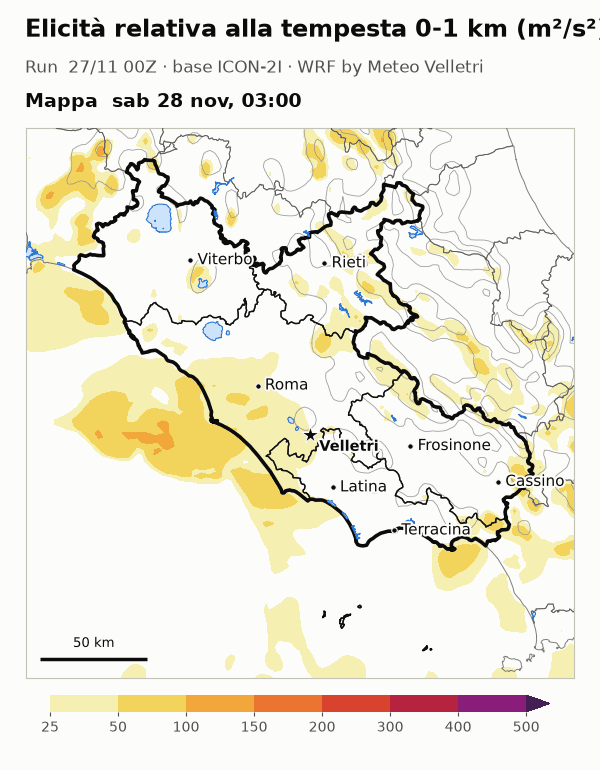 Elicità relativa alla tempesta 0-1 km (m²/s²)
Run 27/11 00Z · base ICON-2I · WRF by Meteo Velletri
Mappa sab 28 nov, 03:00
Viterbo
Rieti
Roma
Velletri
Frosinone
Cassino
Latina
Terracina
50 km
25 50 100 150 200 300 400 500